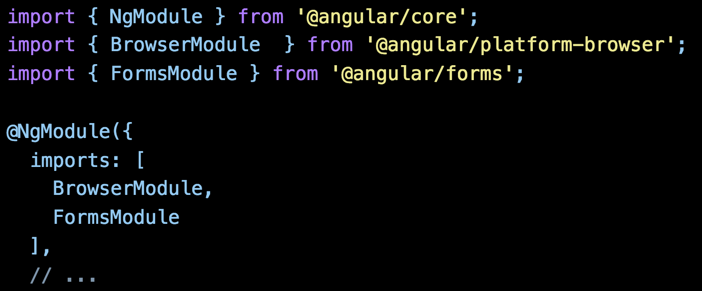 import { NgModule } from '@angular/core';
import { BrowserModule  } from '@angular/platform-browser';
import { FormsModule } from '@angular/forms';

@NgModule({
  imports: [
    BrowserModule,
    FormsModule
  ],
  // ...